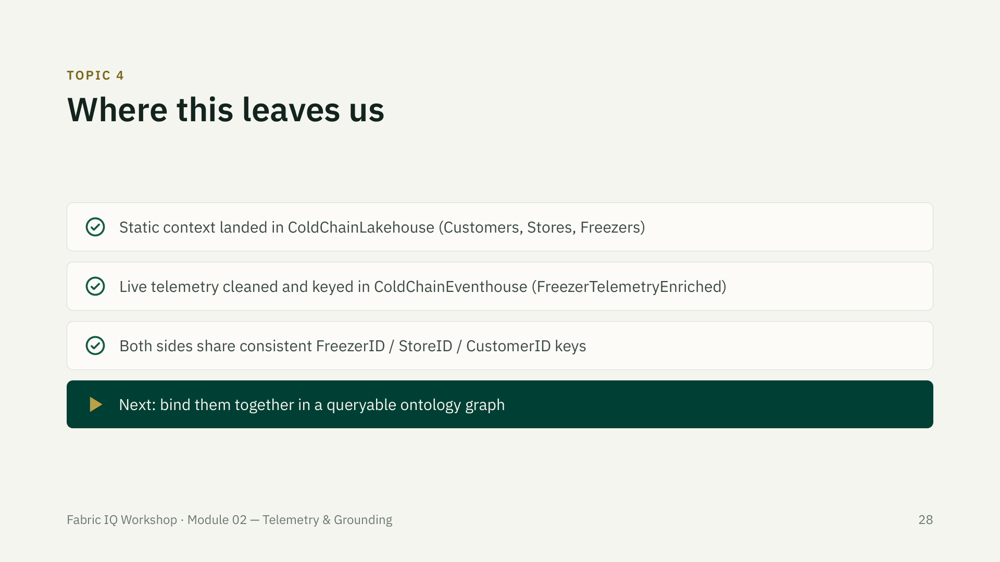 TOPIC 4
Where this leaves us
Static context landed in ColdChainLakehouse (Customers, Stores, Freezers)
Live telemetry cleaned and keyed in ColdChainEventhouse (FreezerTelemetryEnriched)
Both sides share consistent FreezerID / StoreID / CustomerID keys
Next: bind them together in a queryable ontology graph
Fabric IQ Workshop · Module 02 — Telemetry & Grounding
28